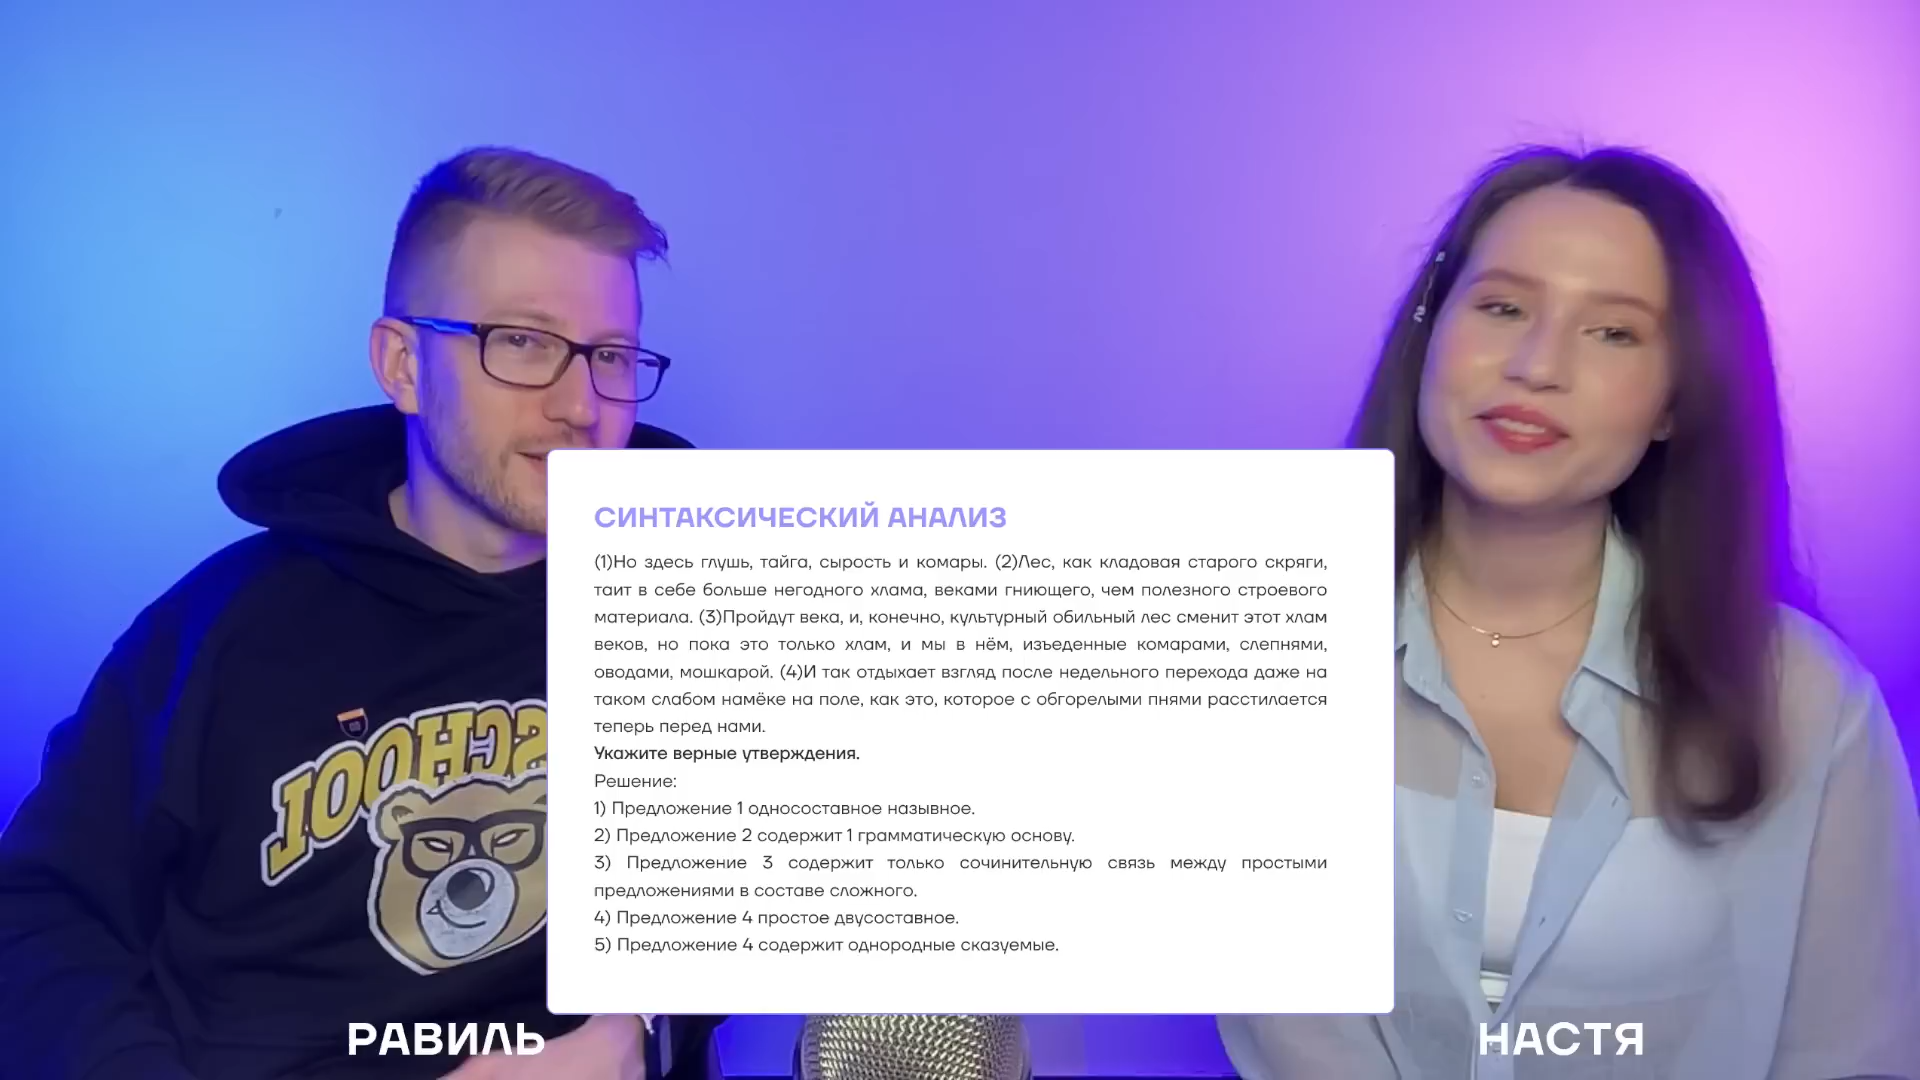 СИНТАКСИЧЕСКИЙ АНАЛИЗ
(1)Но здесь глушь, тайга, сырость и комары. (2)Лес, как кладовая старого скряги,
таит в себе больше негодного хлама, веками гниющего, чем полезного строевого
материала. (3)Пройдут века, и, конечно, культурный обильный лес сменит этот хлам
веков, но пока это только хлам, и мы в нём, изъеденные комарами, слепнями,
оводами, мошкарой. (4)И так отдыхает взгляд после недельного перехода даже на
таком слабом намёке на поле, как это, которое с обгорелыми пнями расстилается
теперь перед нами.
Укажите верные утверждения.
Решение:
1) Предложение 1 односоставное назывное.
2) Предложение 2 содержит 1 грамматическую основу.
3) Предложение 3 содержит только сочинительную связь между простыми
предложениями в составе сложного.
4) Предложение 4 простое двусоставное.
5) Предложение 4 содержит однородные сказуемые.
РАВИЛЬ
НАСТЯ